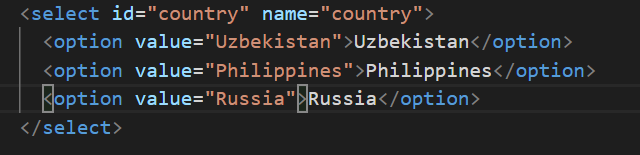 <select id="country" name="country">
<option value="Uzbekistan">Uzbekistan</option>
<option value="Philippines">Philippines</option>
<option value="Russia">Russia</option>
</select>